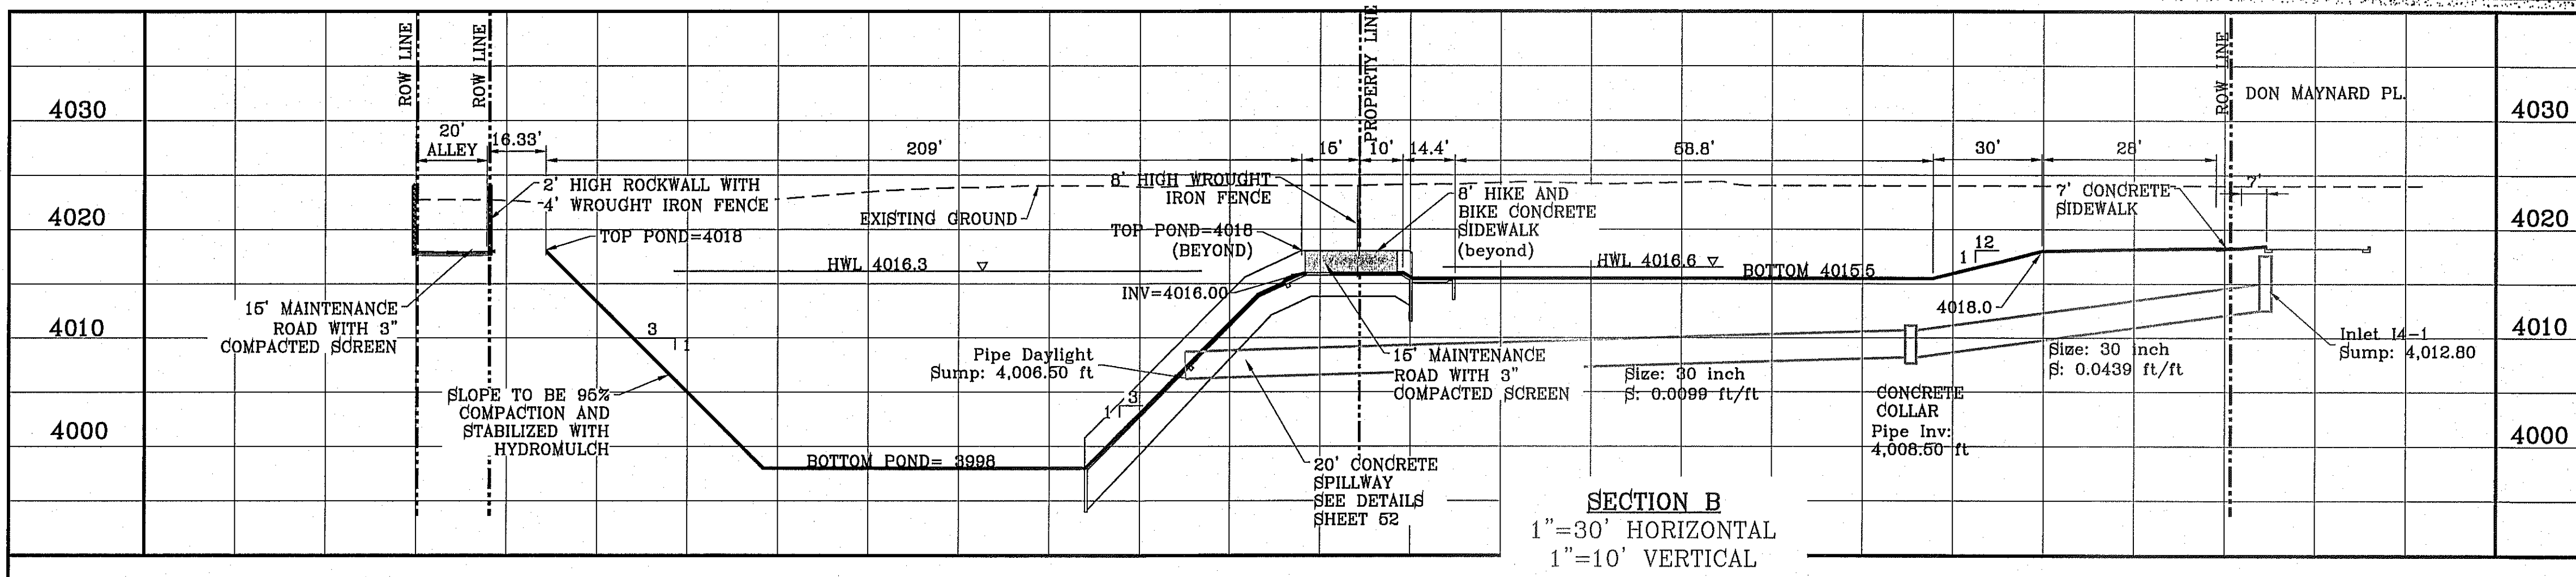 ROW LINE
ROW LINE
PROPERTY LINE
ROW LINE
DON MAYNARD PL.
4030
4030
20'
ALLEY
16.33'
209'
15'
10'
14.4'
58.8'
30'
28'
7'
2' HIGH ROCKWALL WITH
4' WROUGHT IRON FENCE
EXISTING GROUND
8' HIGH WROUGHT
IRON FENCE
8' HIKE AND
BIKE CONCRETE
SIDEWALK
(beyond)
7' CONCRETE
SIDEWALK
4020
4020
TOP POND=4018
TOP POND=4018
(BEYOND)
HWL 4016.3
HWL 4016.6
BOTTOM 4015.5
12
1
INV=4016.00
4018.0
15' MAINTENANCE
ROAD WITH 3"
COMPACTED SCREEN
4010
4010
3
1
Pipe Daylight
Sump: 4,006.50 ft
15' MAINTENANCE
ROAD WITH 3"
COMPACTED SCREEN
Size: 30 inch
S: 0.0099 ft/ft
Size: 30 inch
S: 0.0439 ft/ft
Inlet I4-1
Sump: 4,012.80
SLOPE TO BE 95%
COMPACTION AND
STABILIZED WITH
HYDROMULCH
3
1
CONCRETE
COLLAR
Pipe Inv:
4,008.50 ft
4000
4000
BOTTOM POND= 3998
20' CONCRETE
SPILLWAY
SEE DETAILS
SHEET 52
SECTION B
1"=30' HORIZONTAL
1"=10' VERTICAL